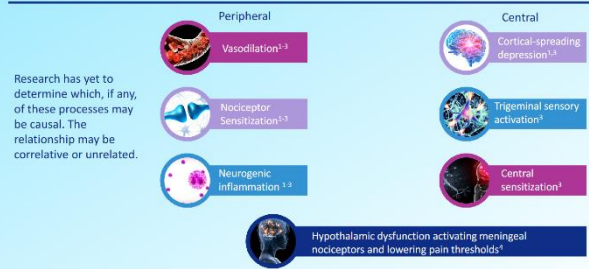 Peripheral
Central
Vasodilation¹⁻³
Cortical-spreading
depression¹,³
Research has yet to
determine which, if any,
of these processes may
be causal. The
relationship may be
correlative or unrelated.
Nociceptor
Sensitization¹⁻³
Trigeminal sensory
activation³
Neurogenic
inflammation ¹⁻³
Central
sensitization³
Hypothalamic dysfunction activating meningeal
nociceptors and lowering pain thresholds⁴